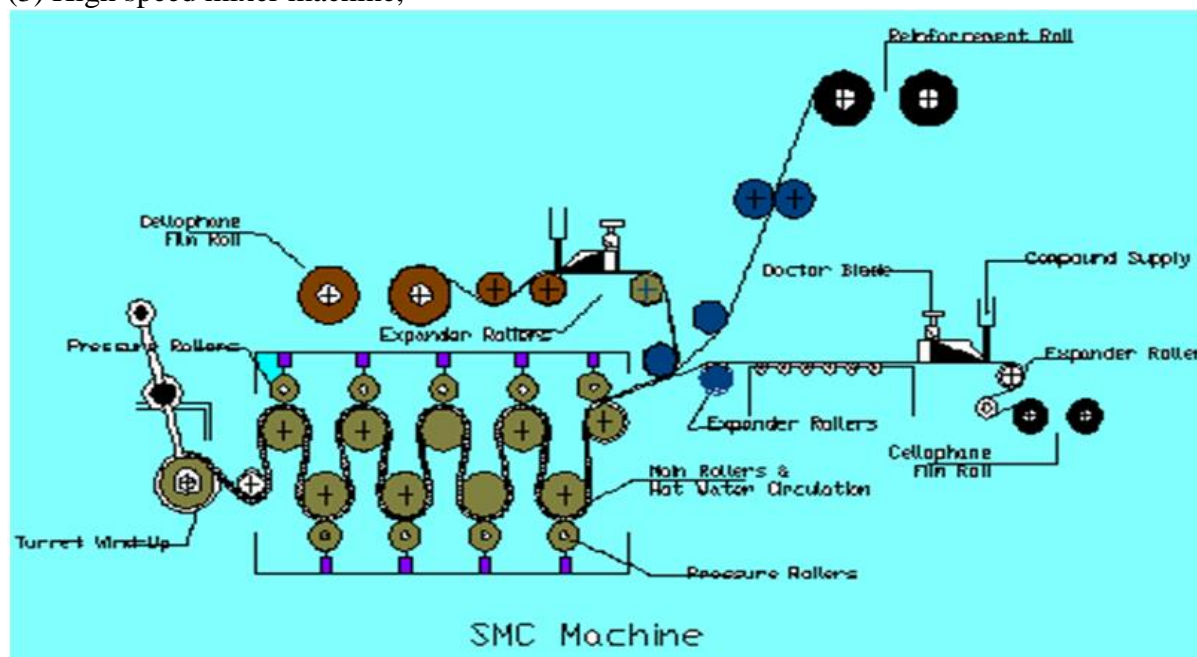 (3) High speed mixer machine;
Reinforcement Roll
Cellophane
Film Roll
Doctor Blade
Compound Supply
Expander Rollers
Pressure Rollers
Expander Roller
Expander Rollers
Cellophane
Film Roll
Main Rollers &
Hot Water Circulation
Turret Wind-Up
Pressure Rollers
SMC Machine